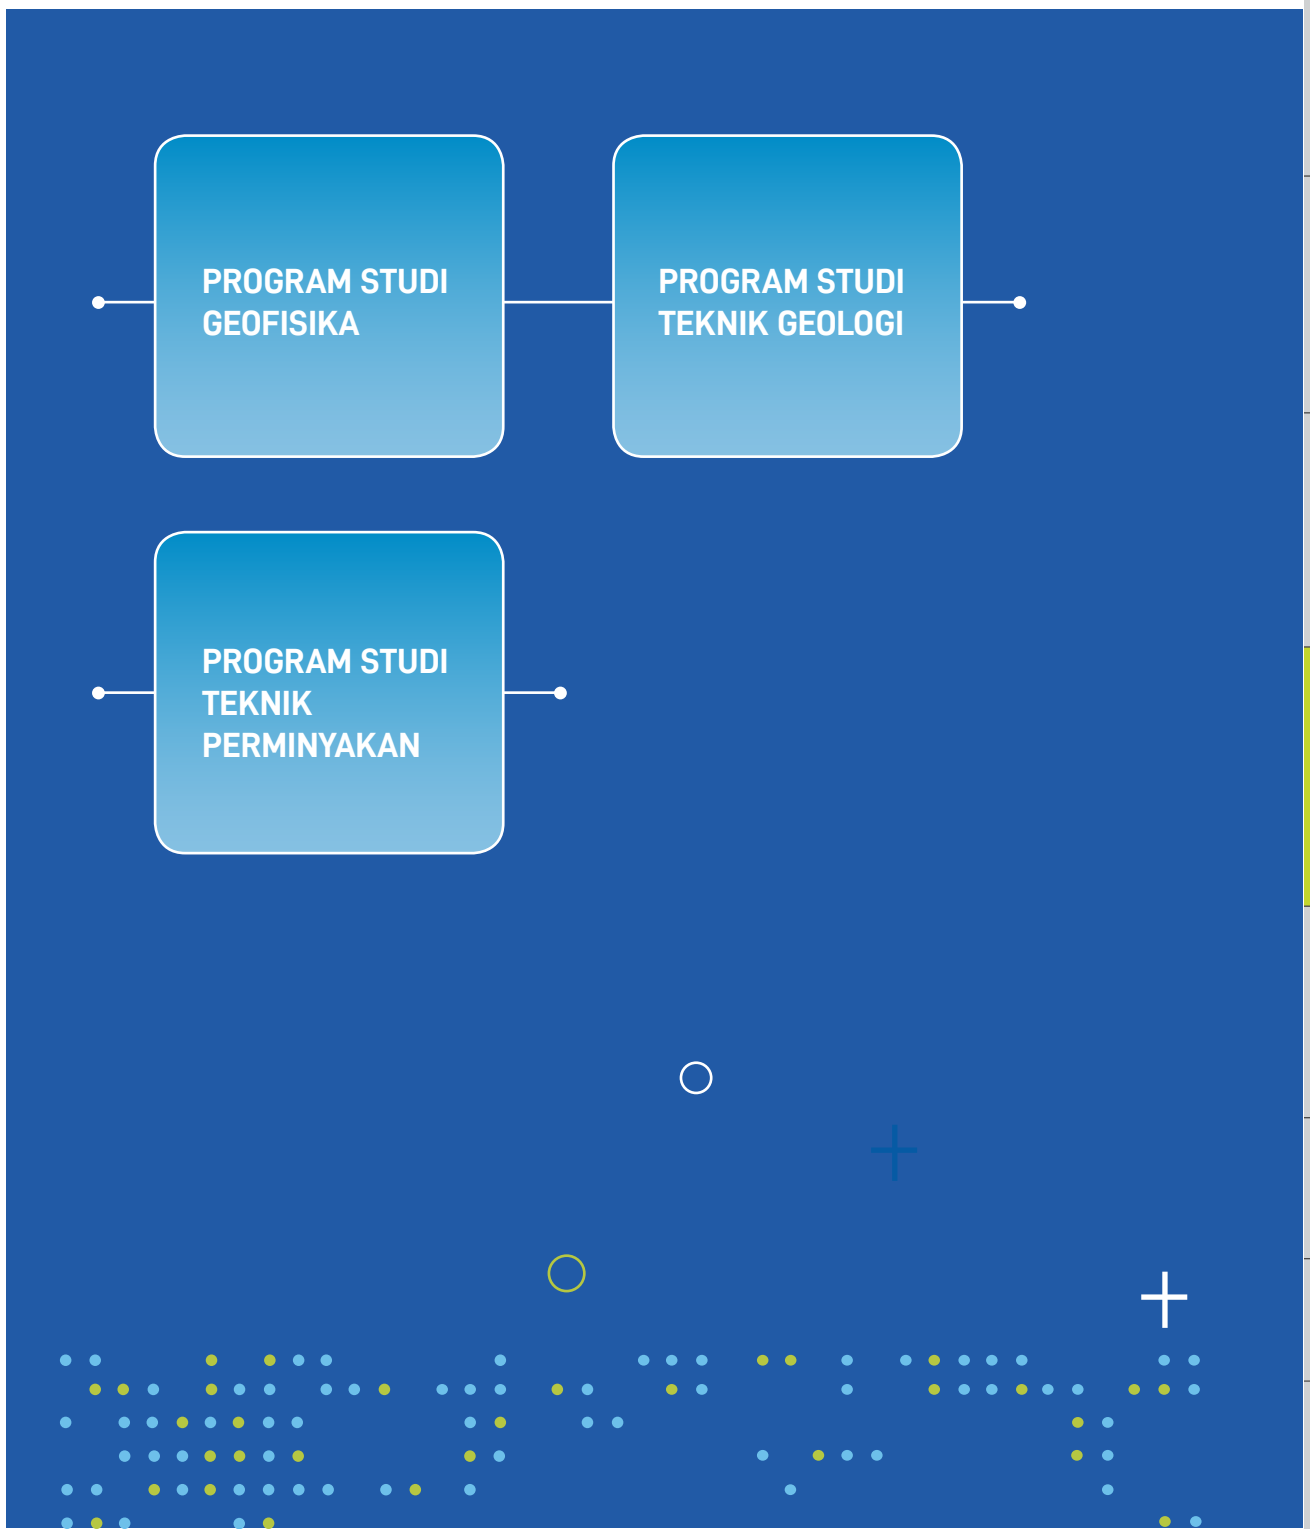 PROGRAM STUDI
GEOFISIKA
PROGRAM STUDI
TEKNIK GEOLOGI
PROGRAM STUDI
TEKNIK
PERMINYAKAN